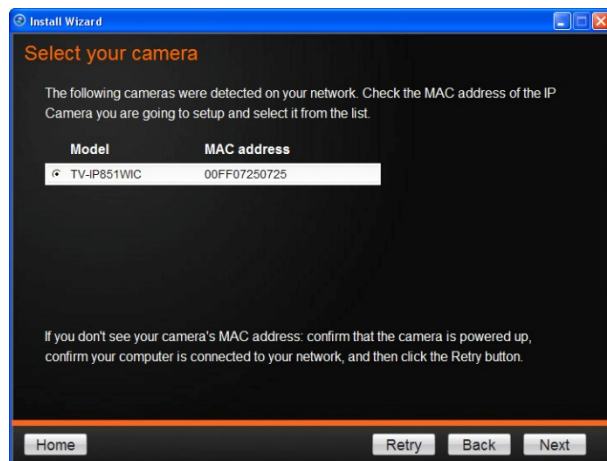 Install Wizard
Select your camera
The following cameras were detected on your network. Check the MAC address of the IP
Camera you are going to setup and select it from the list.
Model MAC address
TV-IP851WIC 00FF07250725
If you don't see your camera's MAC address: confirm that the camera is powered up,
confirm your computer is connected to your network, and then click the Retry button.
Home Retry Back Next